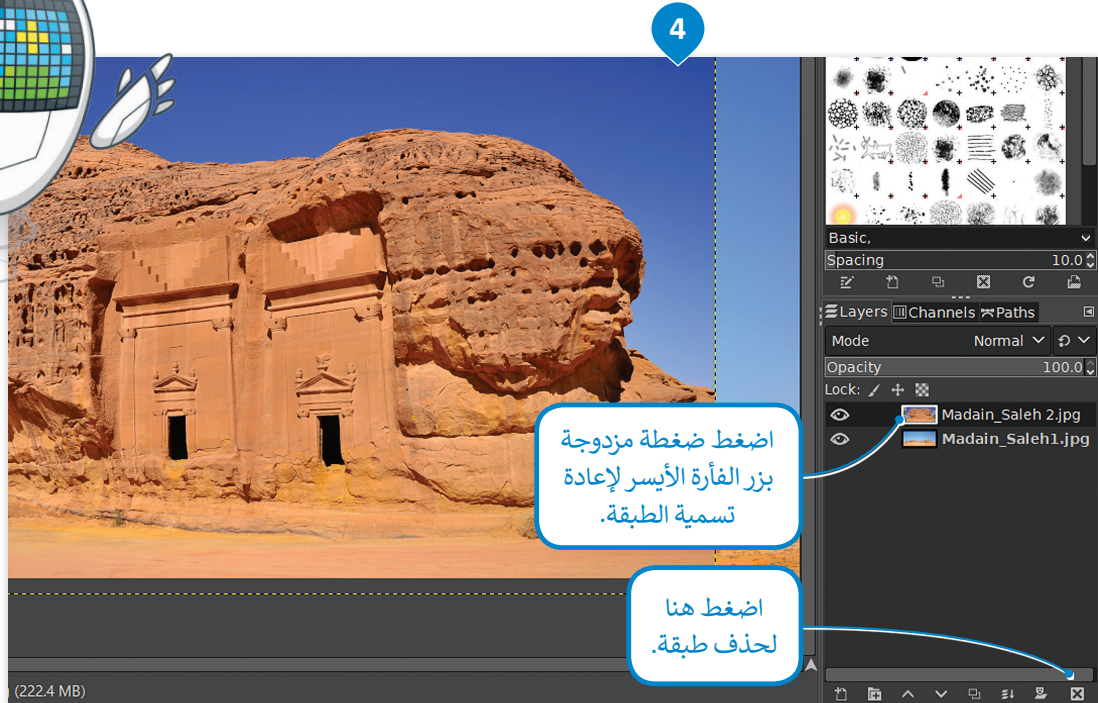 4
Basic,
Spacing 10.0
Layers Channels Paths
Mode Normal
Opacity 100.0
Lock:
Madain_Saleh 2.jpg
Madain_Saleh1.jpg
اضغط ضغطة مزدوجة
بزر الفأرة الأيسر لإعادة
تسمية الطبقة.
اضغط هنا
لحذف طبقة.
(222.4 MB)